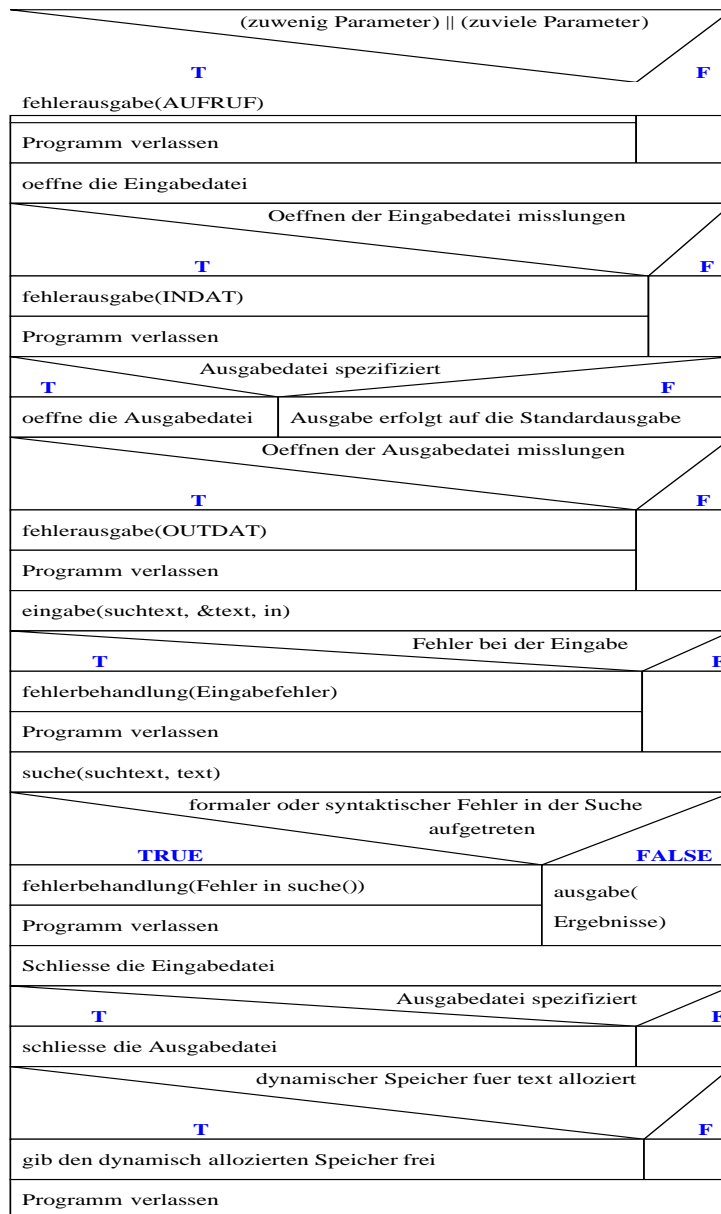 (zuwenig Parameter) || (zuviele Parameter)
T F
fehlerausgabe(AUFRUF)
Programm verlassen
oeffne die Eingabedatei
Oeffnen der Eingabedatei misslungen
T F
fehlerausgabe(INDAT)
Programm verlassen
Ausgabedatei spezifiziert
T F
oeffne die Ausgabedatei Ausgabe erfolgt auf die Standardausgabe
Oeffnen der Ausgabedatei misslungen
T F
fehlerausgabe(OUTDAT)
Programm verlassen
eingabe(suchtext, &text, in)
Fehler bei der Eingabe
T F
fehlerbehandlung(Eingabefehler)
Programm verlassen
suche(suchtext, text)
formaler oder syntaktischer Fehler in der Suche
aufgetreten
TRUE FALSE
fehlerbehandlung(Fehler in suche())
ausgabe(
Programm verlassen
Ergebnisse)
Schliesse die Eingabedatei
Ausgabedatei spezifiziert
T F
schliesse die Ausgabedatei
dynamischer Speicher fuer text alloziert
T F
gib den dynamisch allozierten Speicher frei
Programm verlassen